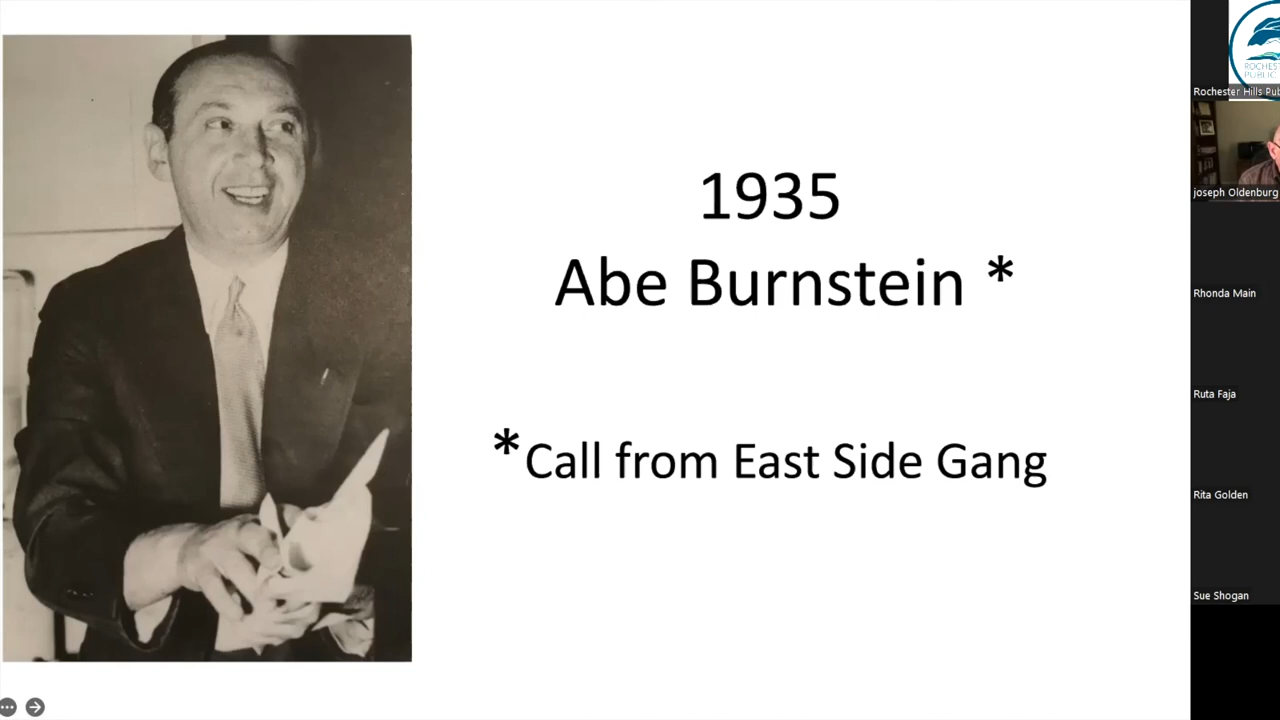 1935
Abe Burnstein *
*Call from East Side Gang
Rochester Hills Pub
joseph Oldenburg
Rhonda Main
Ruta Faja
Rita Golden
Sue Shogan